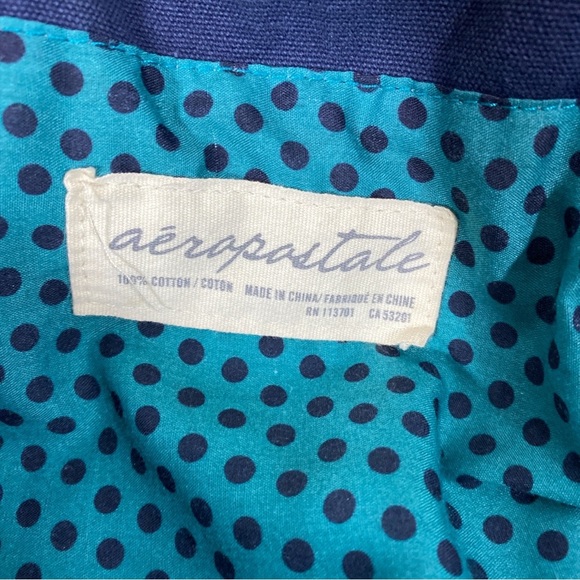 aéropostale
100% COTTON / COTON MADE IN CHINA / FABRIQUÉ EN CHINE
RN 113701 CA 53201